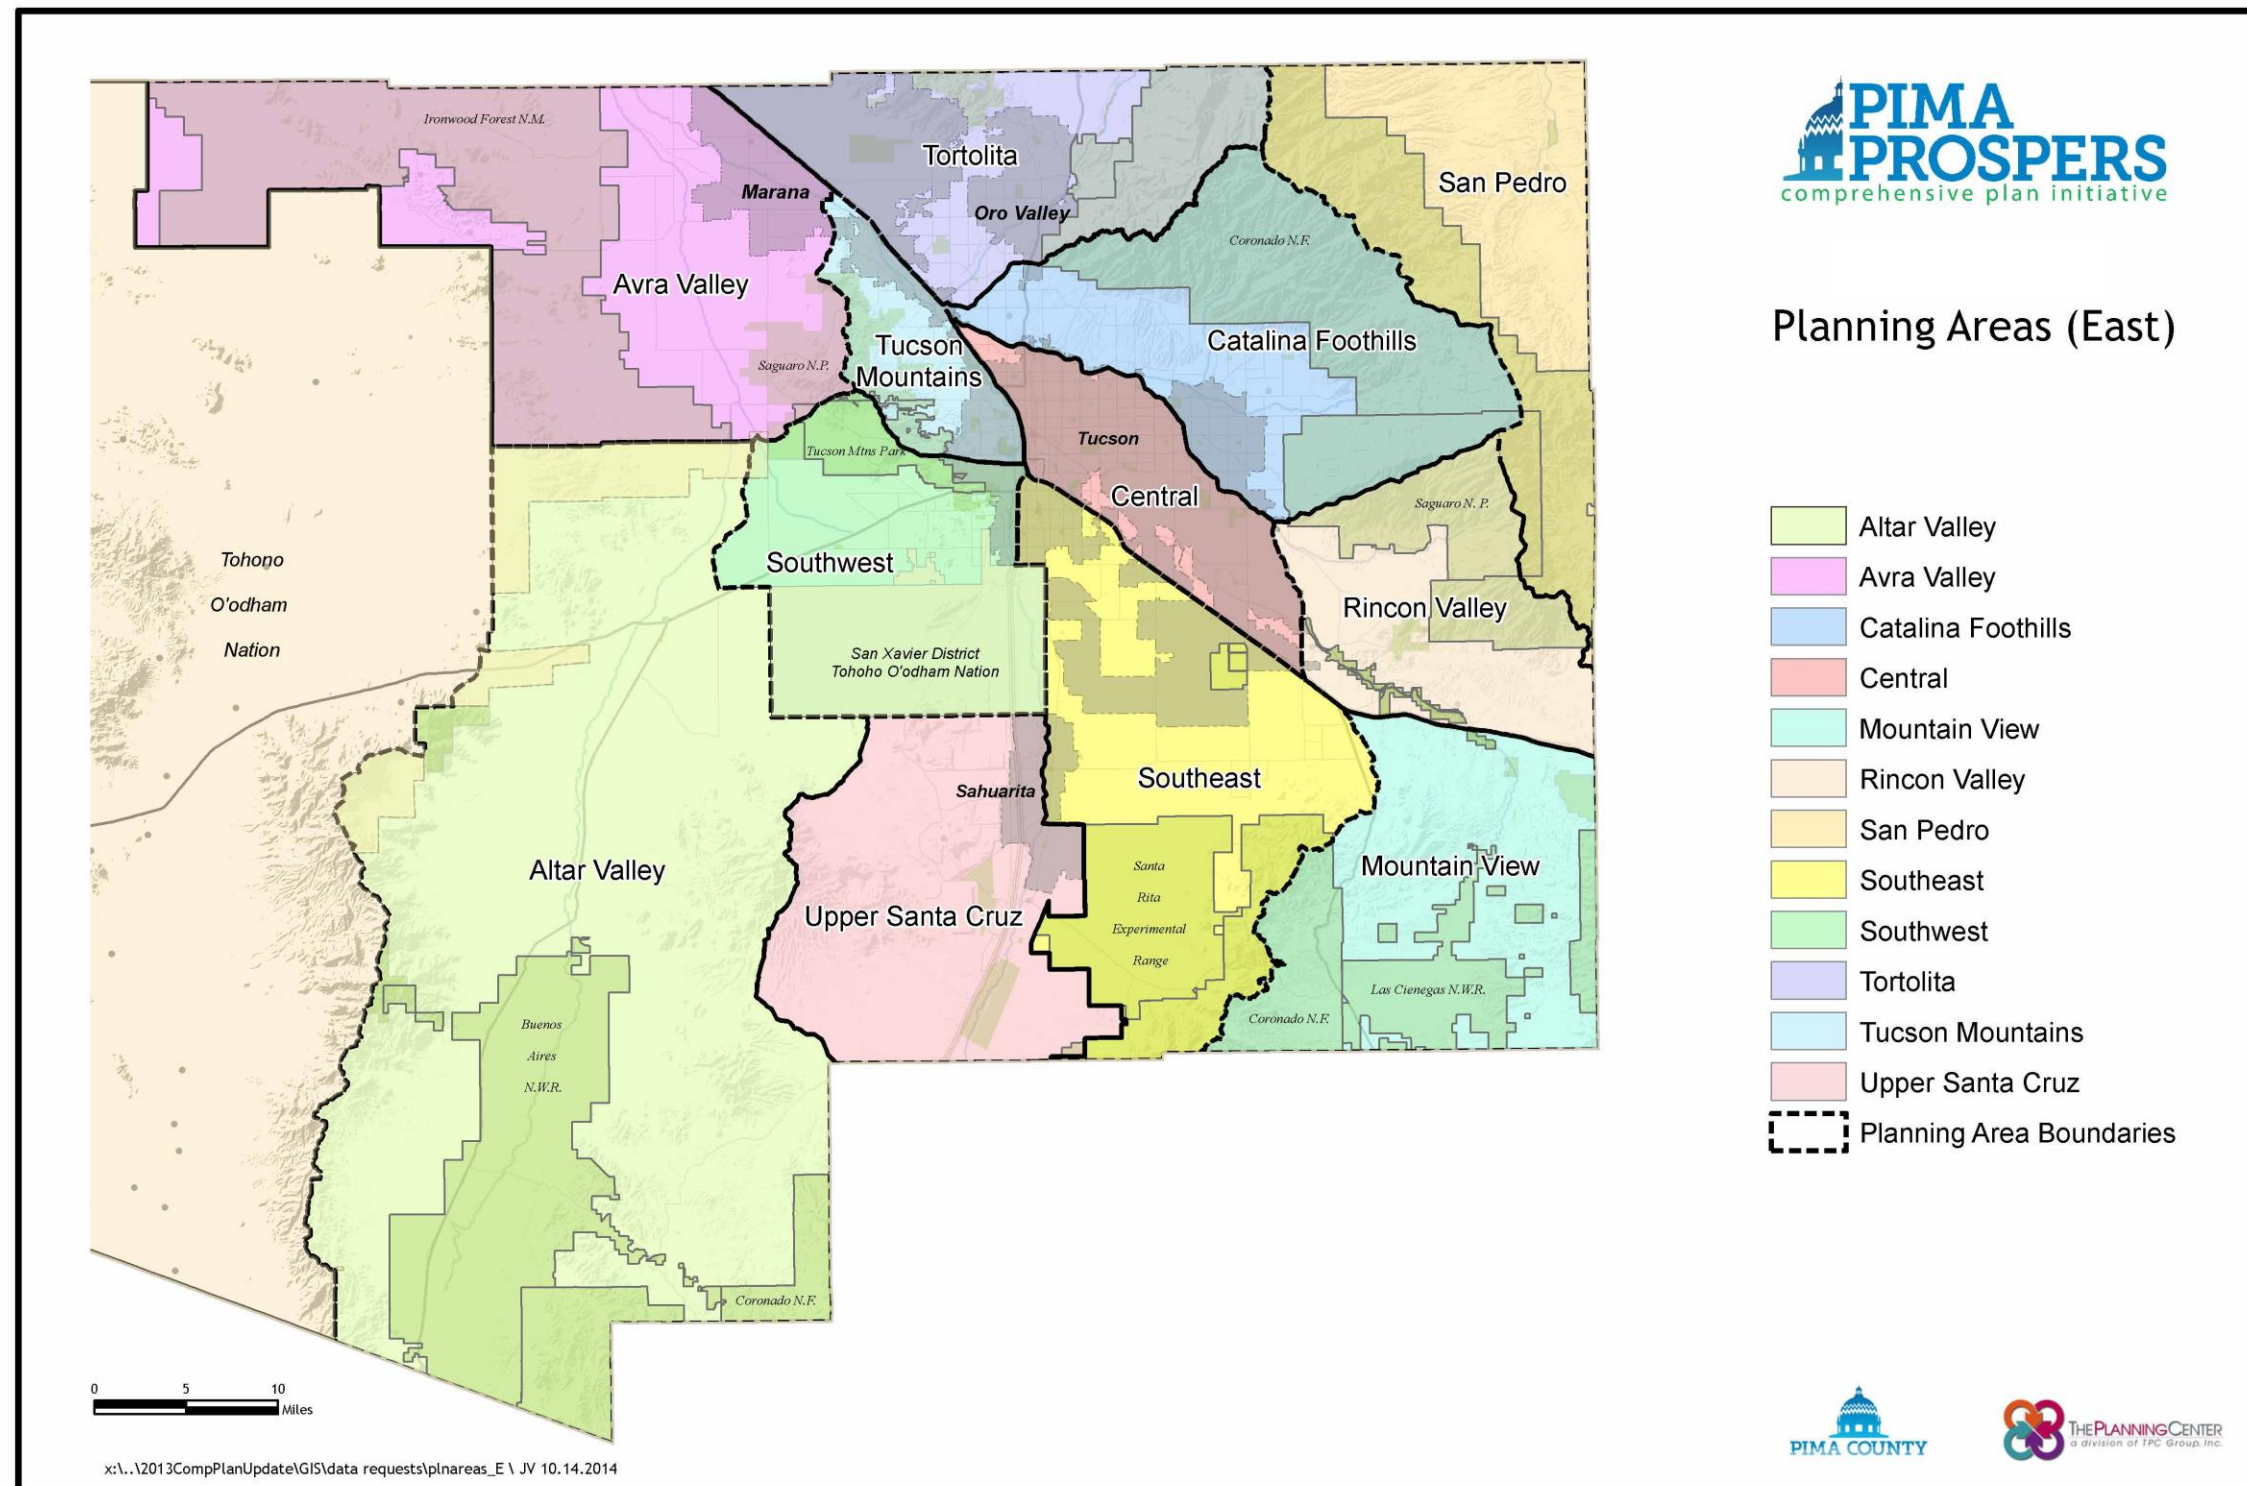 PIMA
PROSPERS
comprehensive plan initiative
Planning Areas (East)
Ironwood Forest N.M.
Tortolita
Marana
Oro Valley
San Pedro
Coronado N.F.
Avra Valley
Tucson
Mountains
Catalina Foothills
Saguaro N.P.
Tucson Mtns Park
Tucson
Central
Saguaro N. P.
Southwest
Tohono
O'odham
Nation
Rincon Valley
San Xavier District
Tohoho O'odham Nation
Southeast
Sahuarita
Altar Valley
Upper Santa Cruz
Santa
Rita
Experimental
Range
Mountain View
Las Cienegas N.W.R.
Coronado N.F.
Buenos
Aires
N.W.R.
Coronado N.F.
Altar Valley
Avra Valley
Catalina Foothills
Central
Mountain View
Rincon Valley
San Pedro
Southeast
Southwest
Tortolita
Tucson Mountains
Upper Santa Cruz
Planning Area Boundaries
0 5 10
Miles
x:\..\2013CompPlanUpdate\GIS\data requests\plnareas_E \ JV 10.14.2014
PIMA COUNTY
THE PLANNING CENTER
a division of TPC Group, Inc.